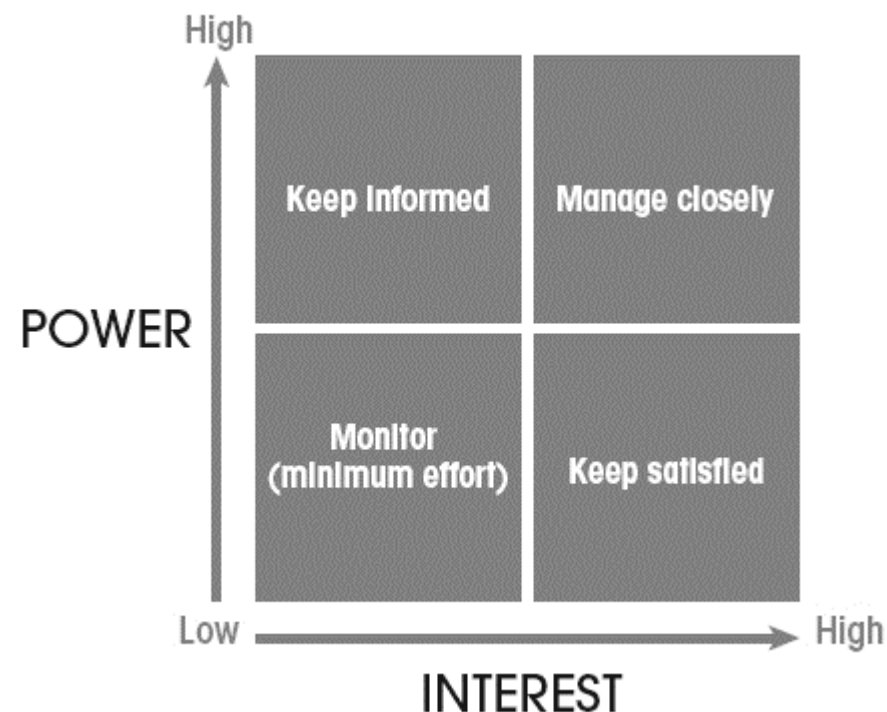 High
Keep Informed
Manage closely
POWER
Monitor
(minimum effort)
Keep satisfied
Low
High
INTEREST